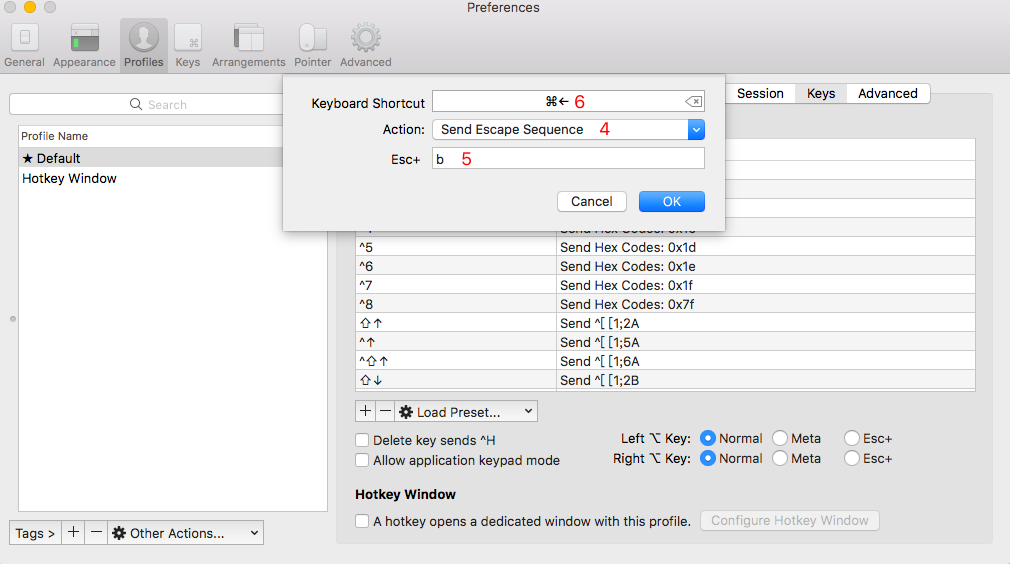 Preferences
General Appearance Profiles Keys Arrangements Pointer Advanced
Search
Profile Name
★ Default
Hotkey Window
Tags > + − Other Actions...
Keyboard Shortcut ⌘← 6
Action: Send Escape Sequence 4
Esc+ b 5
Cancel OK
Session Keys Advanced
^5 Send Hex Codes: 0x1d
^6 Send Hex Codes: 0x1e
^7 Send Hex Codes: 0x1f
^8 Send Hex Codes: 0x7f
⇧↑ Send ^[ [1;2A
^↑ Send ^[ [1;5A
^⇧↑ Send ^[ [1;6A
⇧↓ Send ^[ [1;2B
+ − Load Preset...
Delete key sends ^H
Allow application keypad mode
Left ⌥ Key: Normal Meta Esc+
Right ⌥ Key: Normal Meta Esc+
Hotkey Window
A hotkey opens a dedicated window with this profile. Configure Hotkey Window